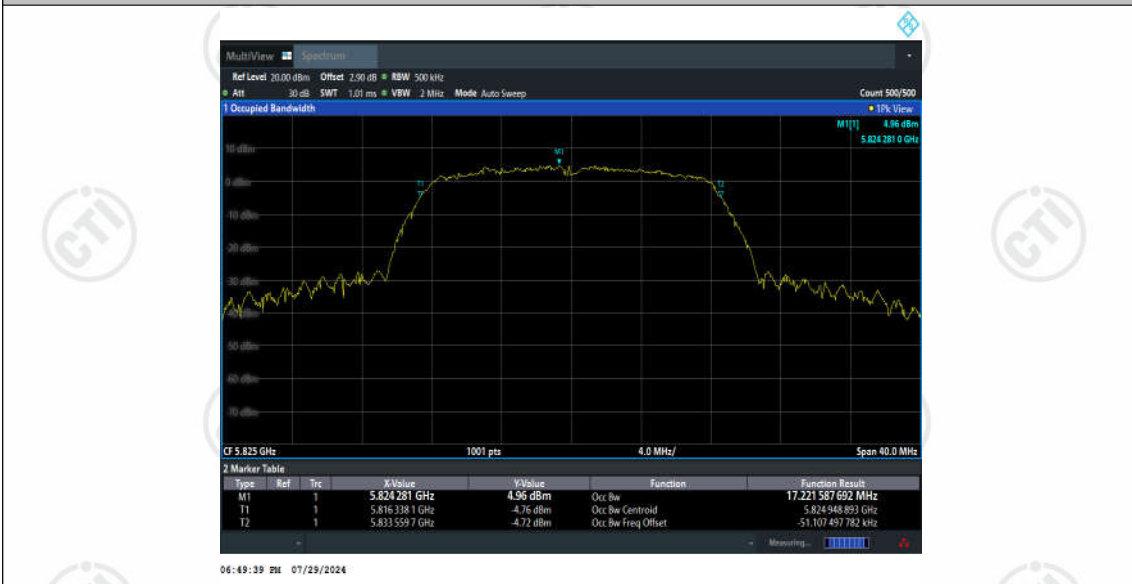 MultiView Spectrum
Ref Level 20.00 dBm Offset 2.90 dB RBW 500 kHz
Att 30 dB SWT 1.01 ms VBW 2 MHz Mode Auto Sweep Count 500/500
1 Occupied Bandwidth 1Pk View
M1[1] 4.96 dBm
5.824 281 0 GHz
10 dBm
M1
0 dBm
T1 T2
-10 dBm
-20 dBm
-30 dBm
-40 dBm
-50 dBm
-60 dBm
-70 dBm
CF 5.825 GHz 1001 pts 4.0 MHz/ Span 40.0 MHz
2 Marker Table
Type Ref Trc X-Value Y-Value Function Function Result
M1 1 5.824 281 GHz 4.96 dBm Occ Bw 17.221 587 692 MHz
T1 1 5.816 338 1 GHz -4.76 dBm Occ Bw Centroid 5.824 948 893 GHz
T2 1 5.833 559 7 GHz -4.72 dBm Occ Bw Freq Offset -51.107 497 782 kHz
Measuring...
06:49:39 PM 07/29/2024
CTI
CTI